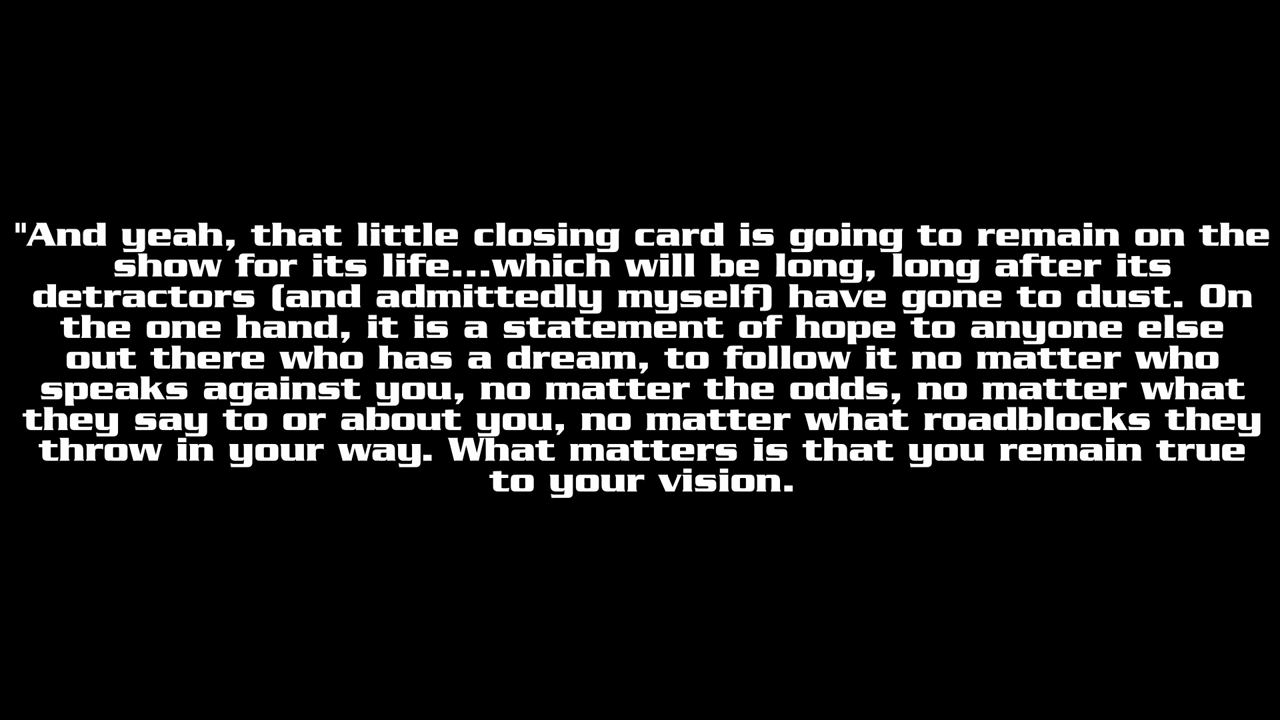 "And yeah, that little closing card is going to remain on the
show for its life...which will be long, long after its
detractors (and admittedly myself) have gone to dust. On
the one hand, it is a statement of hope to anyone else
out there who has a dream, to follow it no matter who
speaks against you, no matter the odds, no matter what
they say to or about you, no matter what roadblocks they
throw in your way. What matters is that you remain true
to your vision.